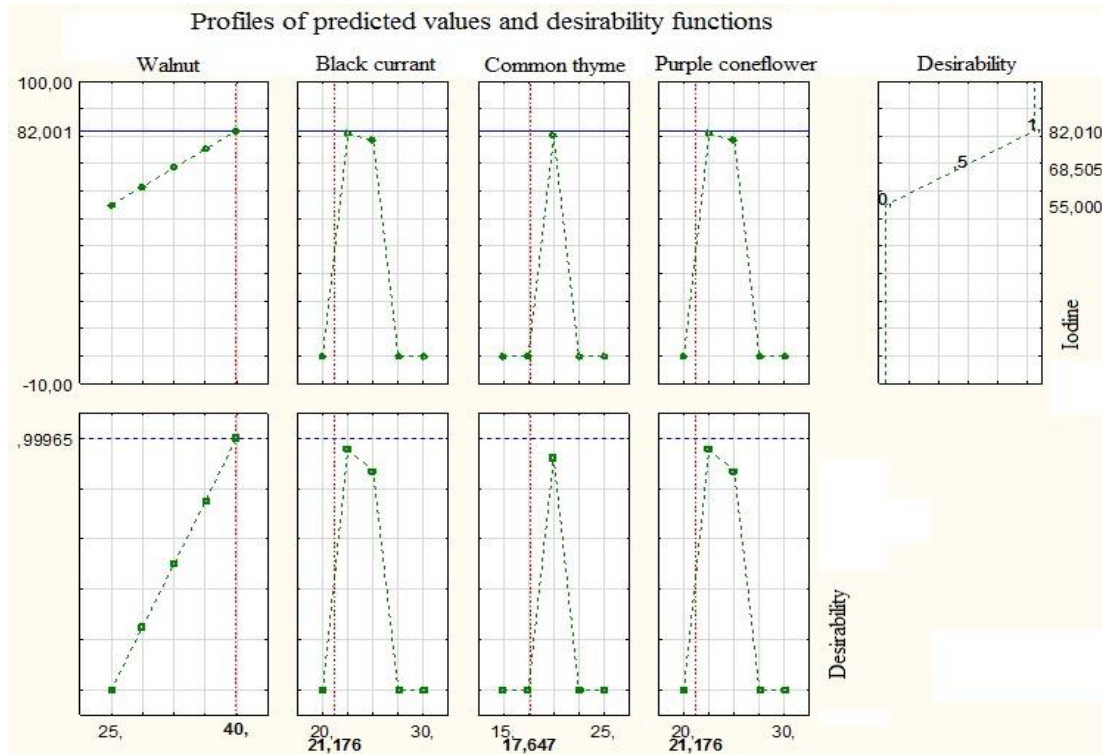 Profiles of predicted values and desirability functions
Walnut Black currant Common thyme Purple coneflower Desirability
100,00
82,001
-10,00
1,
,5
0,
82,010
68,505
55,000
Iodine
,99965
Desirability
25, 40, 20, 30, 15, 25, 20, 30,
21,176 17,647 21,176